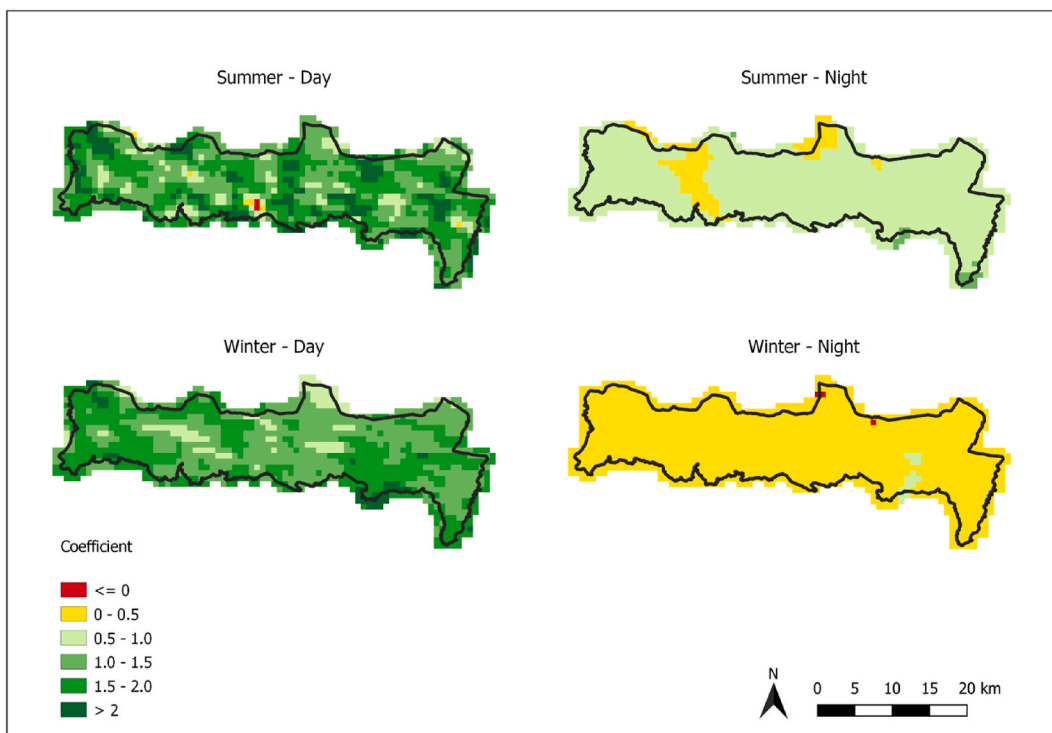 Summer - Day
Summer - Night
Winter - Day
Winter - Night
Coefficient
<= 0
0 - 0.5
0.5 - 1.0
1.0 - 1.5
1.5 - 2.0
> 2
N
0 5 10 15 20 km